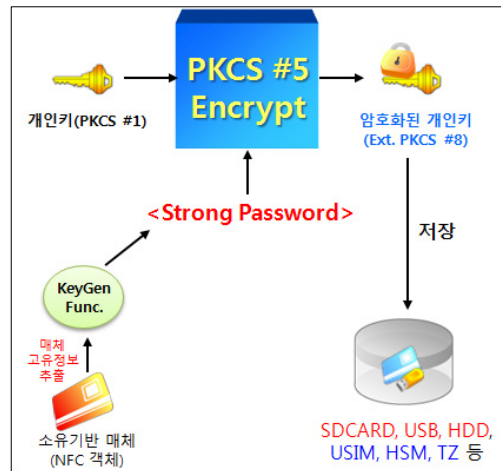 PKCS #5
Encrypt
개인키(PKCS #1)
암호화된 개인키
(Ext. PKCS #8)
<Strong Password>
저장
KeyGen
Func.
매체
고유정보
추출
소유기반 매체
(NFC 객체)
SDCARD, USB, HDD,
USIM, HSM, TZ 등